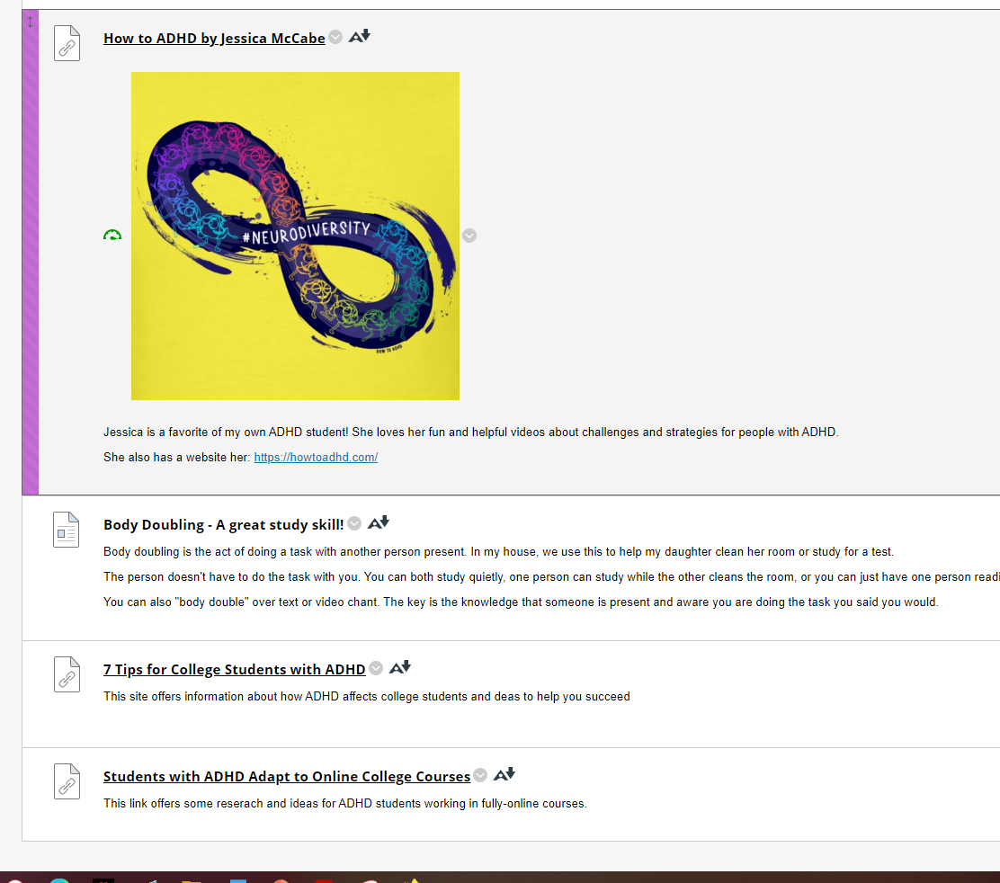 How to ADHD by Jessica McCabe
#NEURODIVERSITY
HOW TO ADHD
Jessica is a favorite of my own ADHD student! She loves her fun and helpful videos about challenges and strategies for people with ADHD.
She also has a website her: https://howtoadhd.com/
Body Doubling - A great study skill!
Body doubling is the act of doing a task with another person present. In my house, we use this to help my daughter clean her room or study for a test.
The person doesn't have to do the task with you. You can both study quietly, one person can study while the other cleans the room, or you can just have one person readi
You can also "body double" over text or video chant. The key is the knowledge that someone is present and aware you are doing the task you said you would.
7 Tips for College Students with ADHD
This site offers information about how ADHD affects college students and deas to help you succeed
Students with ADHD Adapt to Online College Courses
This link offers some reserach and ideas for ADHD students working in fully-online courses.